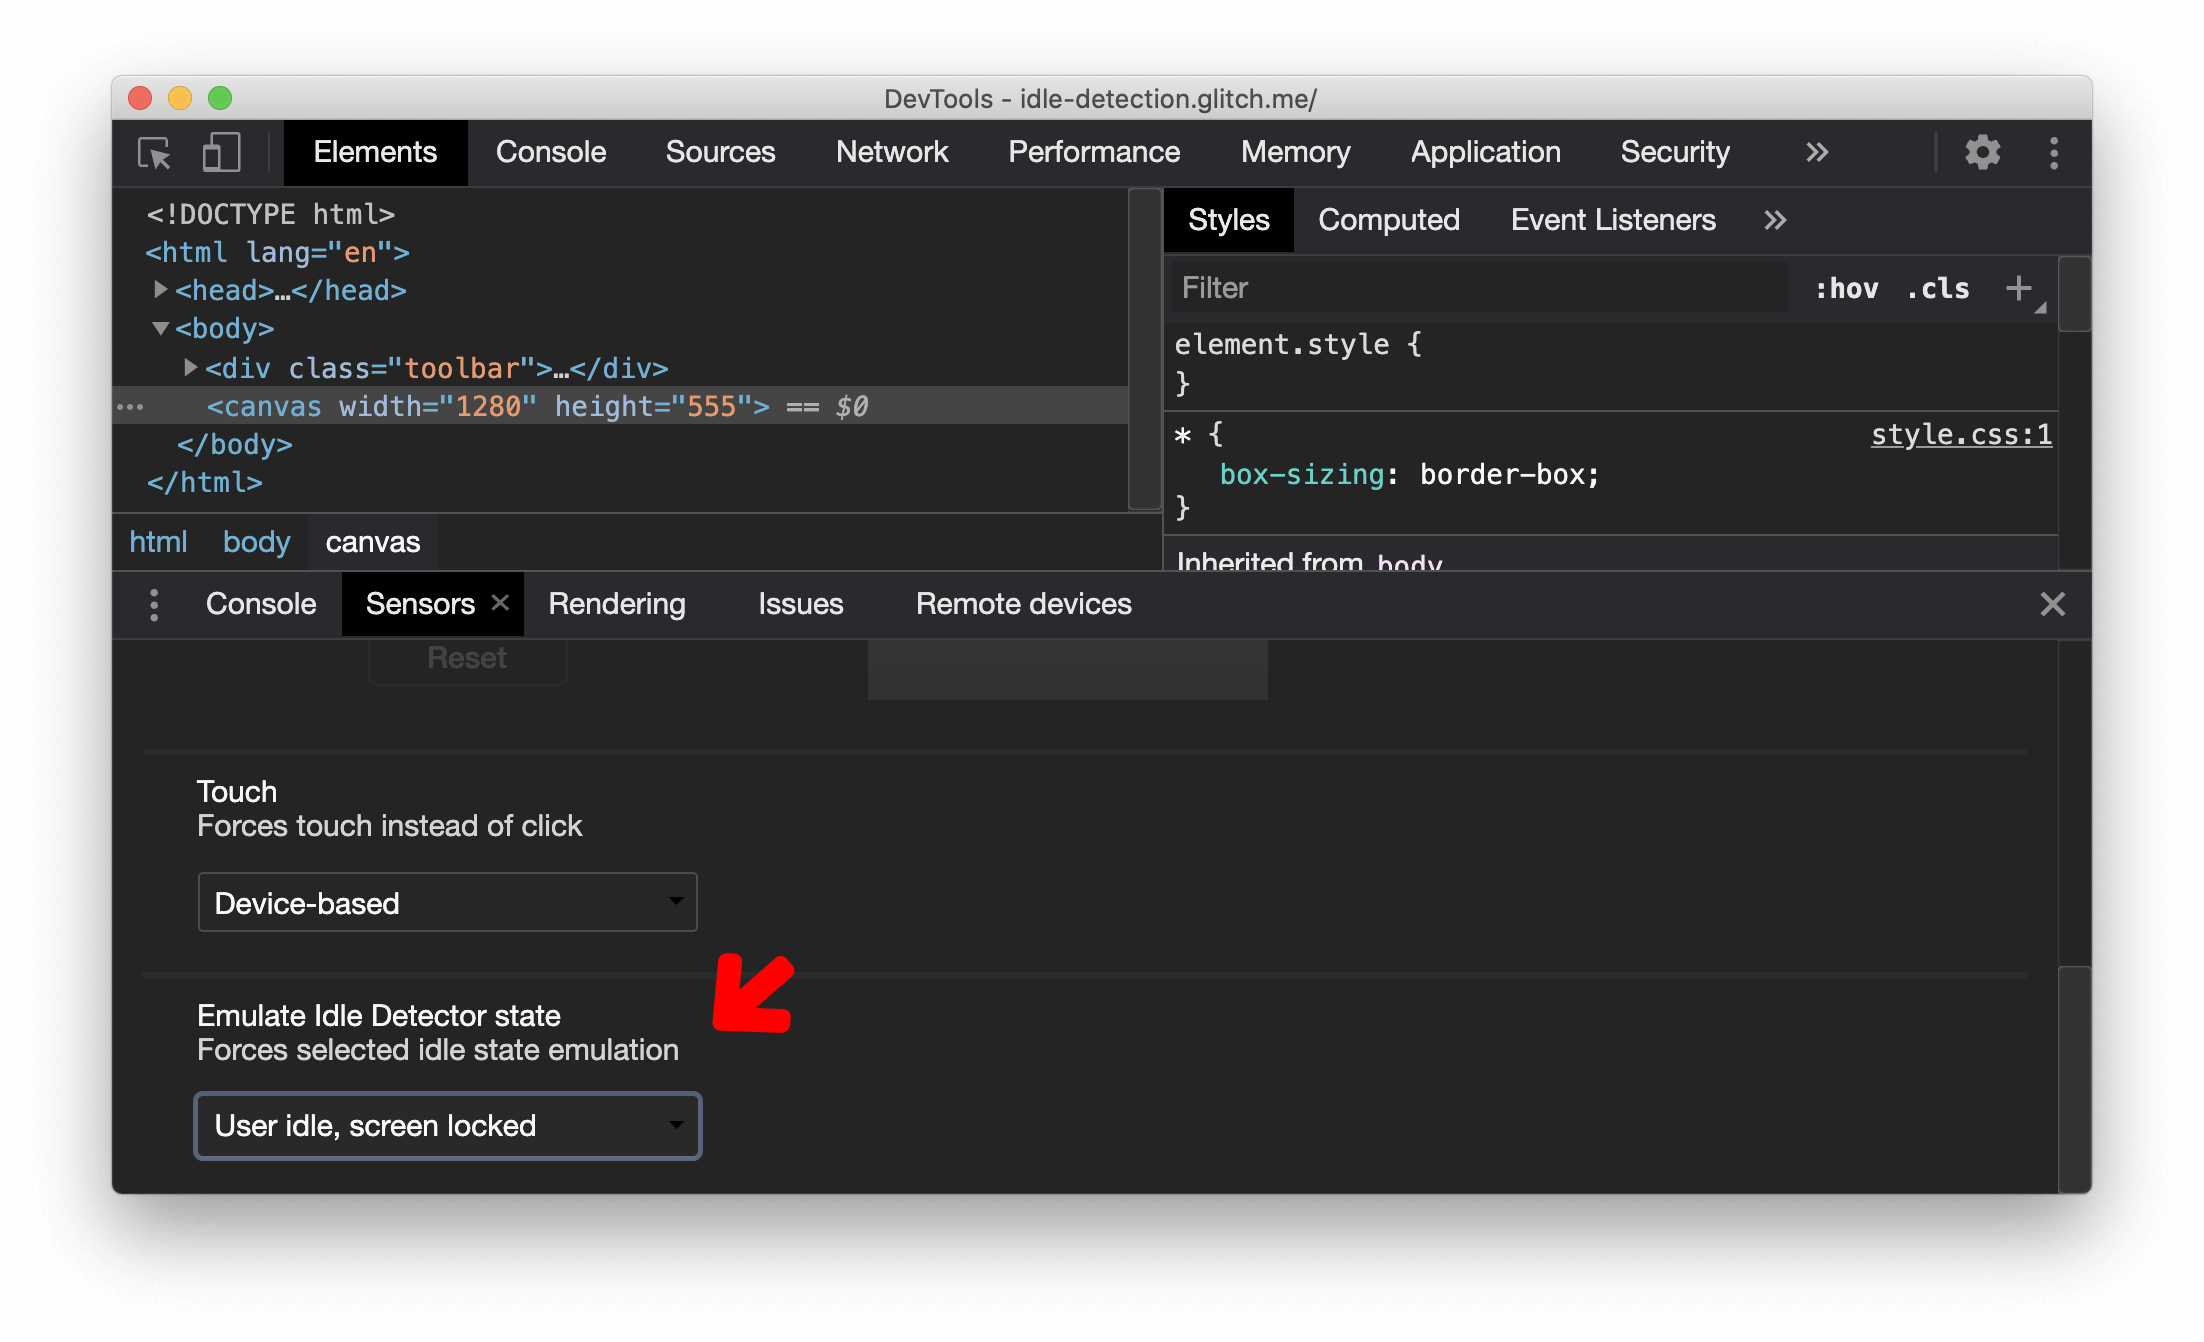 DevTools - idle-detection.glitch.me/
Elements Console Sources Network Performance Memory Application Security »
<!DOCTYPE html>
<html lang="en">
▶<head>…</head>
▼<body>
▶<div class="toolbar">…</div>
… <canvas width="1280" height="555"> == $0
</body>
</html>
html body canvas
Styles Computed Event Listeners »
Filter :hov .cls +
element.style {
}
* { style.css:1
box-sizing: border-box;
}
Inherited from body
Console Sensors × Rendering Issues Remote devices ×
Reset
Touch
Forces touch instead of click
Device-based
Emulate Idle Detector state
Forces selected idle state emulation
User idle, screen locked